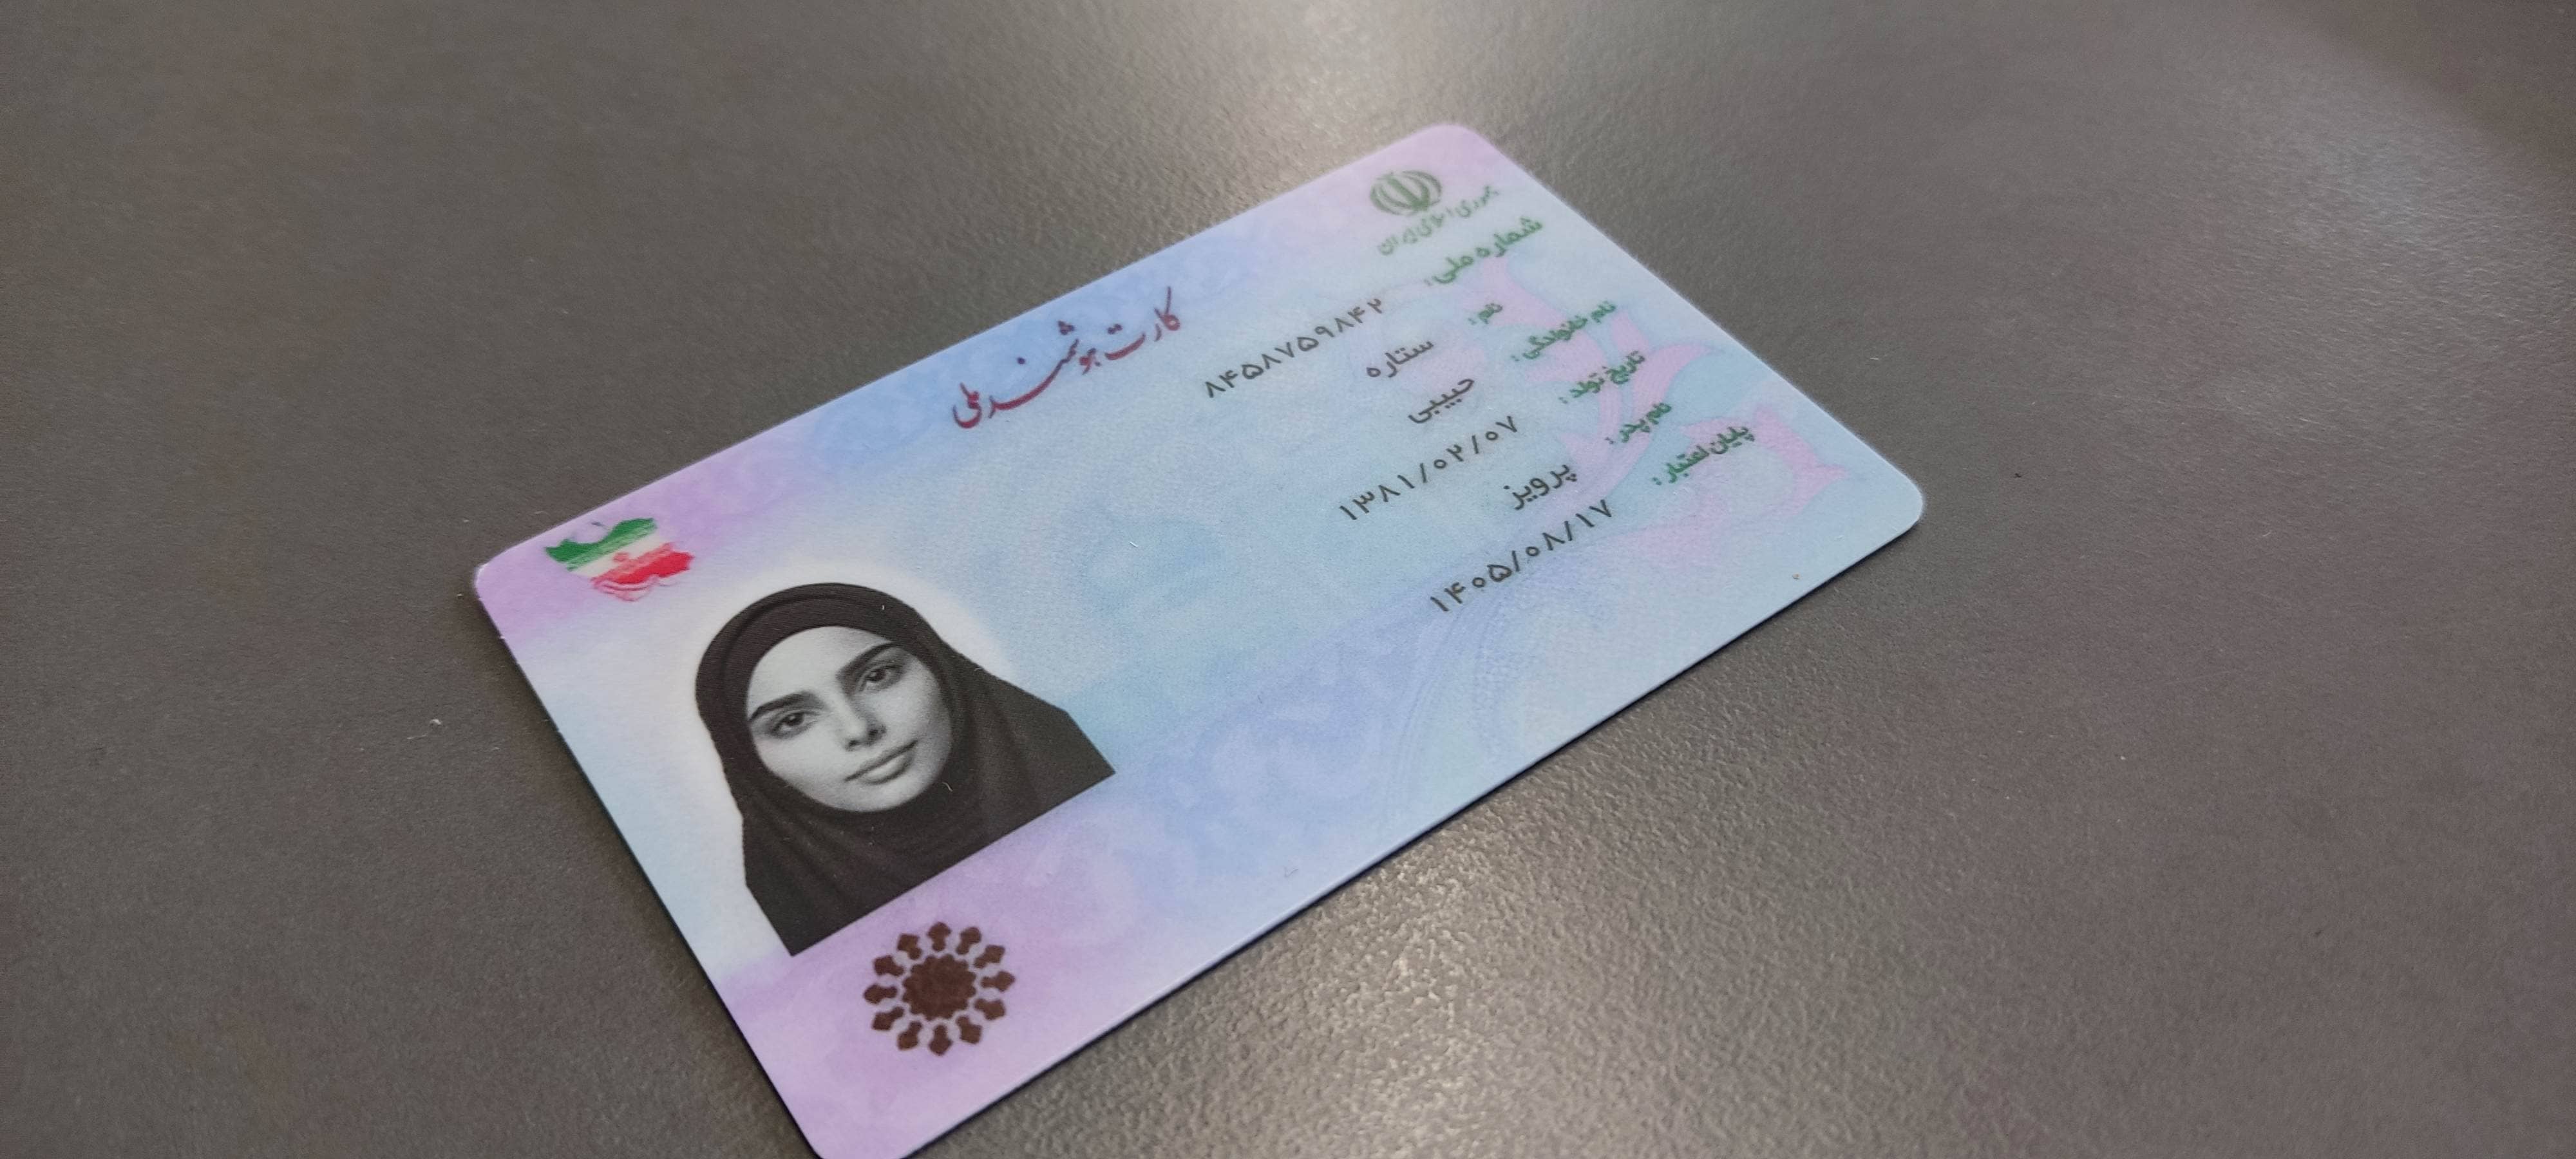 جمهوری اسلامی ایران
کارت هوشمند ملی
شماره ملی: ۸۴۵۸۷۵۹۸۴۲
نام: ستاره
نام خانوادگی: حبیبی
تاریخ تولد: ۱۳۸۱/۰۲/۰۷
نام پدر: پرویز
پایان اعتبار: ۱۴۰۵/۰۸/۱۷